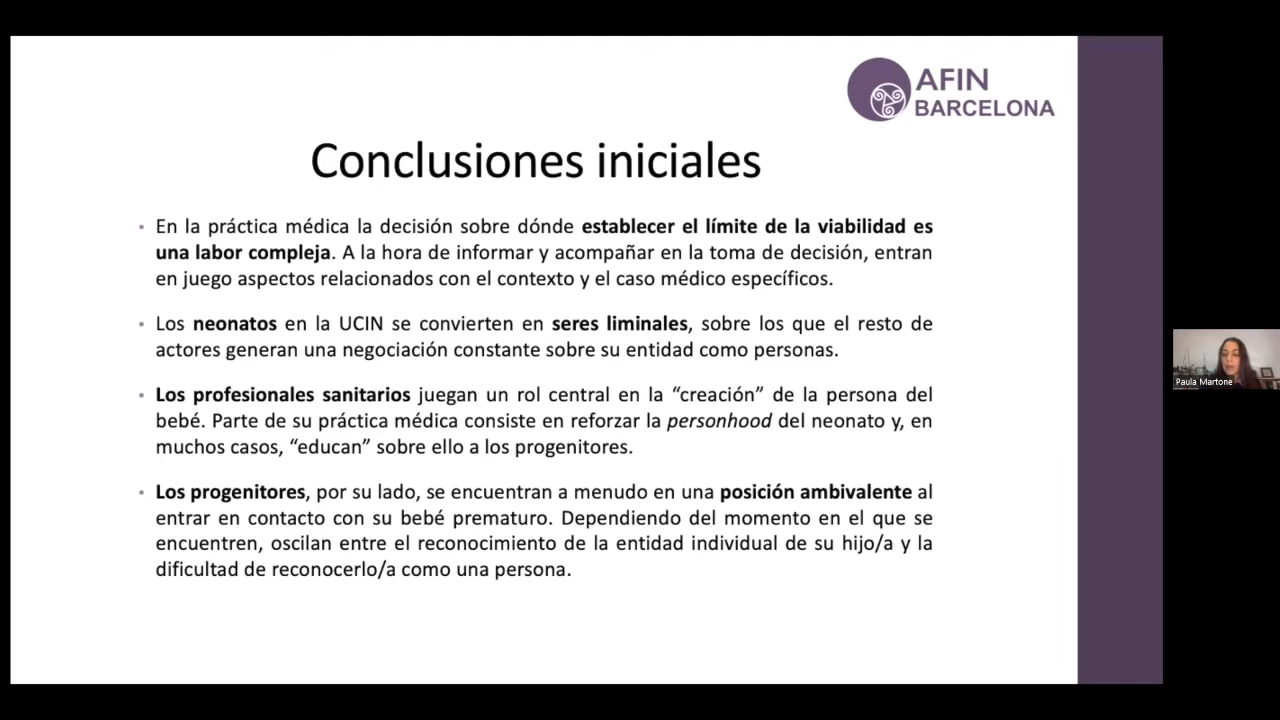 AFIN
BARCELONA
Conclusiones iniciales
• En la práctica médica la decisión sobre dónde establecer el límite de la viabilidad es
una labor compleja. A la hora de informar y acompañar en la toma de decisión, entran
en juego aspectos relacionados con el contexto y el caso médico específicos.
• Los neonatos en la UCIN se convierten en seres liminales, sobre los que el resto de
actores generan una negociación constante sobre su entidad como personas.
• Los profesionales sanitarios juegan un rol central en la “creación” de la persona del
bebé. Parte de su práctica médica consiste en reforzar la personhood del neonato y, en
muchos casos, “educan” sobre ello a los progenitores.
• Los progenitores, por su lado, se encuentran a menudo en una posición ambivalente al
entrar en contacto con su bebé prematuro. Dependiendo del momento en el que se
encuentren, oscilan entre el reconocimiento de la entidad individual de su hijo/a y la
dificultad de reconocerlo/a como una persona.
Paula Martone